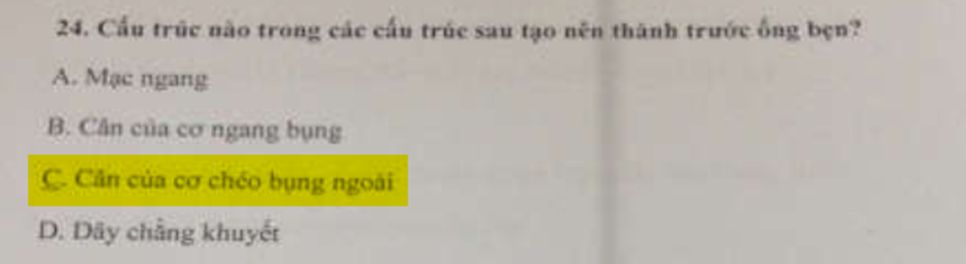 24. Cấu trúc nào trong các cấu trúc sau tạo nên thành trước ống bẹn?
A. Mạc ngang
B. Cân của cơ ngang bụng
C. Cân của cơ chéo bụng ngoài
D. Dây chằng khuyết